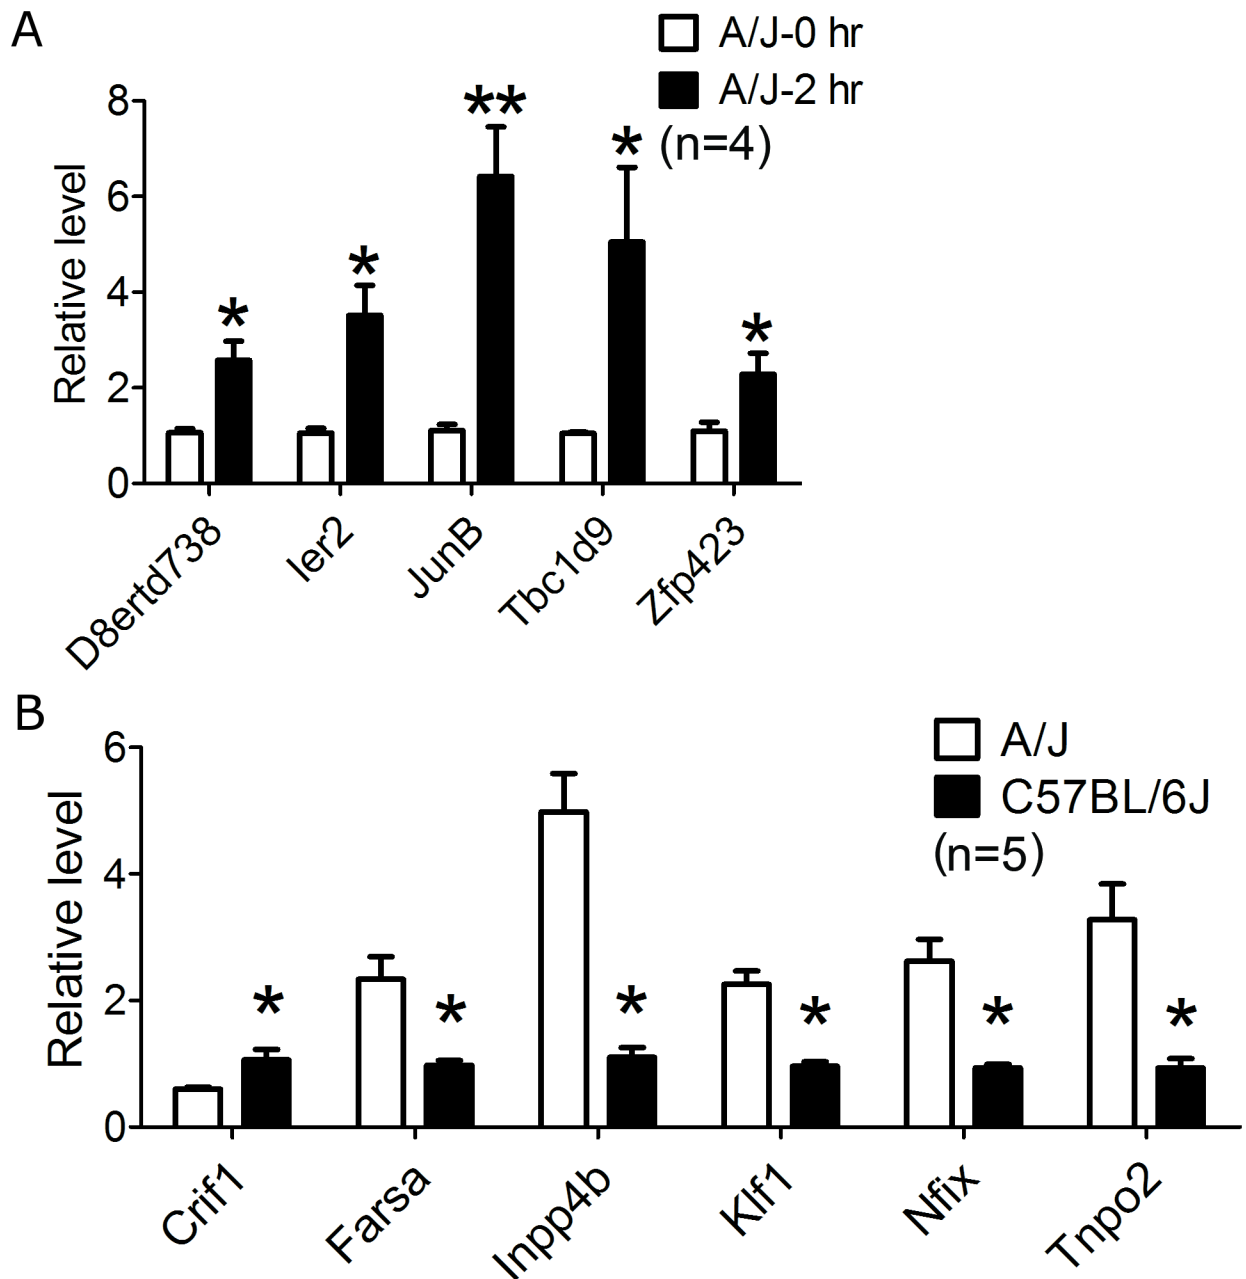 A
A/J-0 hr
A/J-2 hr
(n=4)
Relative level
8
6
4
2
0
*
*
**
*
*
D8ertd738
Ier2
JunB
Tbc1d9
Zfp423
B
A/J
C57BL/6J
(n=5)
Relative level
6
4
2
0
*
*
*
*
*
*
Crif1
Farsa
Inpp4b
Klf1
Nfix
Tnpo2